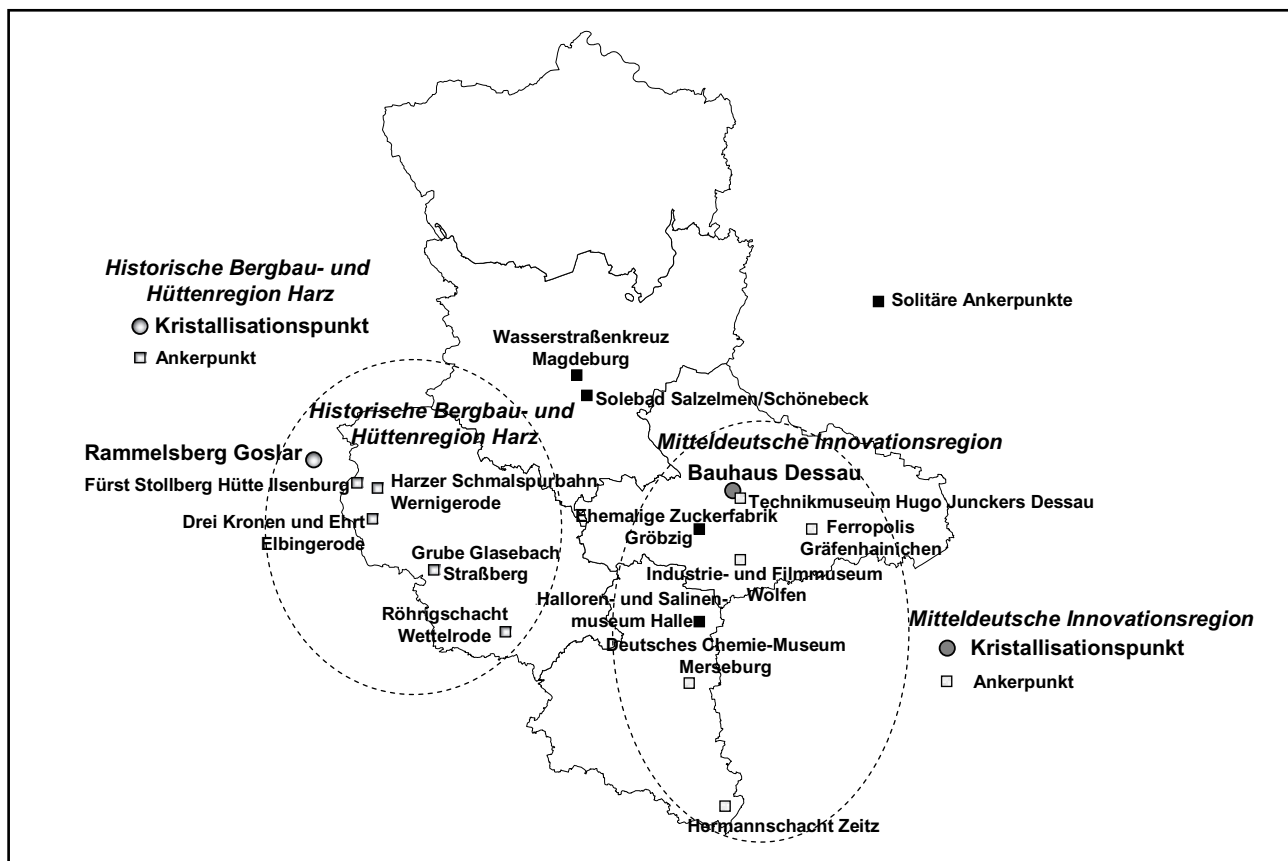 Historische Bergbau- und
Hüttenregion Harz
Kristallisationspunkt
Ankerpunkt
Solitäre Ankerpunkte
Wasserstraßenkreuz
Magdeburg
Solebad Salzelmen/Schönebeck
Historische Bergbau- und
Hüttenregion Harz
Rammelsberg Goslar
Fürst Stollberg Hütte Ilsenburg
Harzer Schmalspurbahn
Wernigerode
Drei Kronen und Ehrt
Elbingerode
Grube Glasebach
Straßberg
Röhrigschacht
Wettelrode
Mitteldeutsche Innovationsregion
Bauhaus Dessau
Technikmuseum Hugo Junckers Dessau
Ehemalige Zuckerfabrik
Gröbzig
Ferropolis
Gräfenhainichen
Industrie- und Filmmuseum
Wolfen
Halloren- und Salinen-
museum Halle
Deutsches Chemie-Museum
Merseburg
Hermannschacht Zeitz
Mitteldeutsche Innovationsregion
Kristallisationspunkt
Ankerpunkt